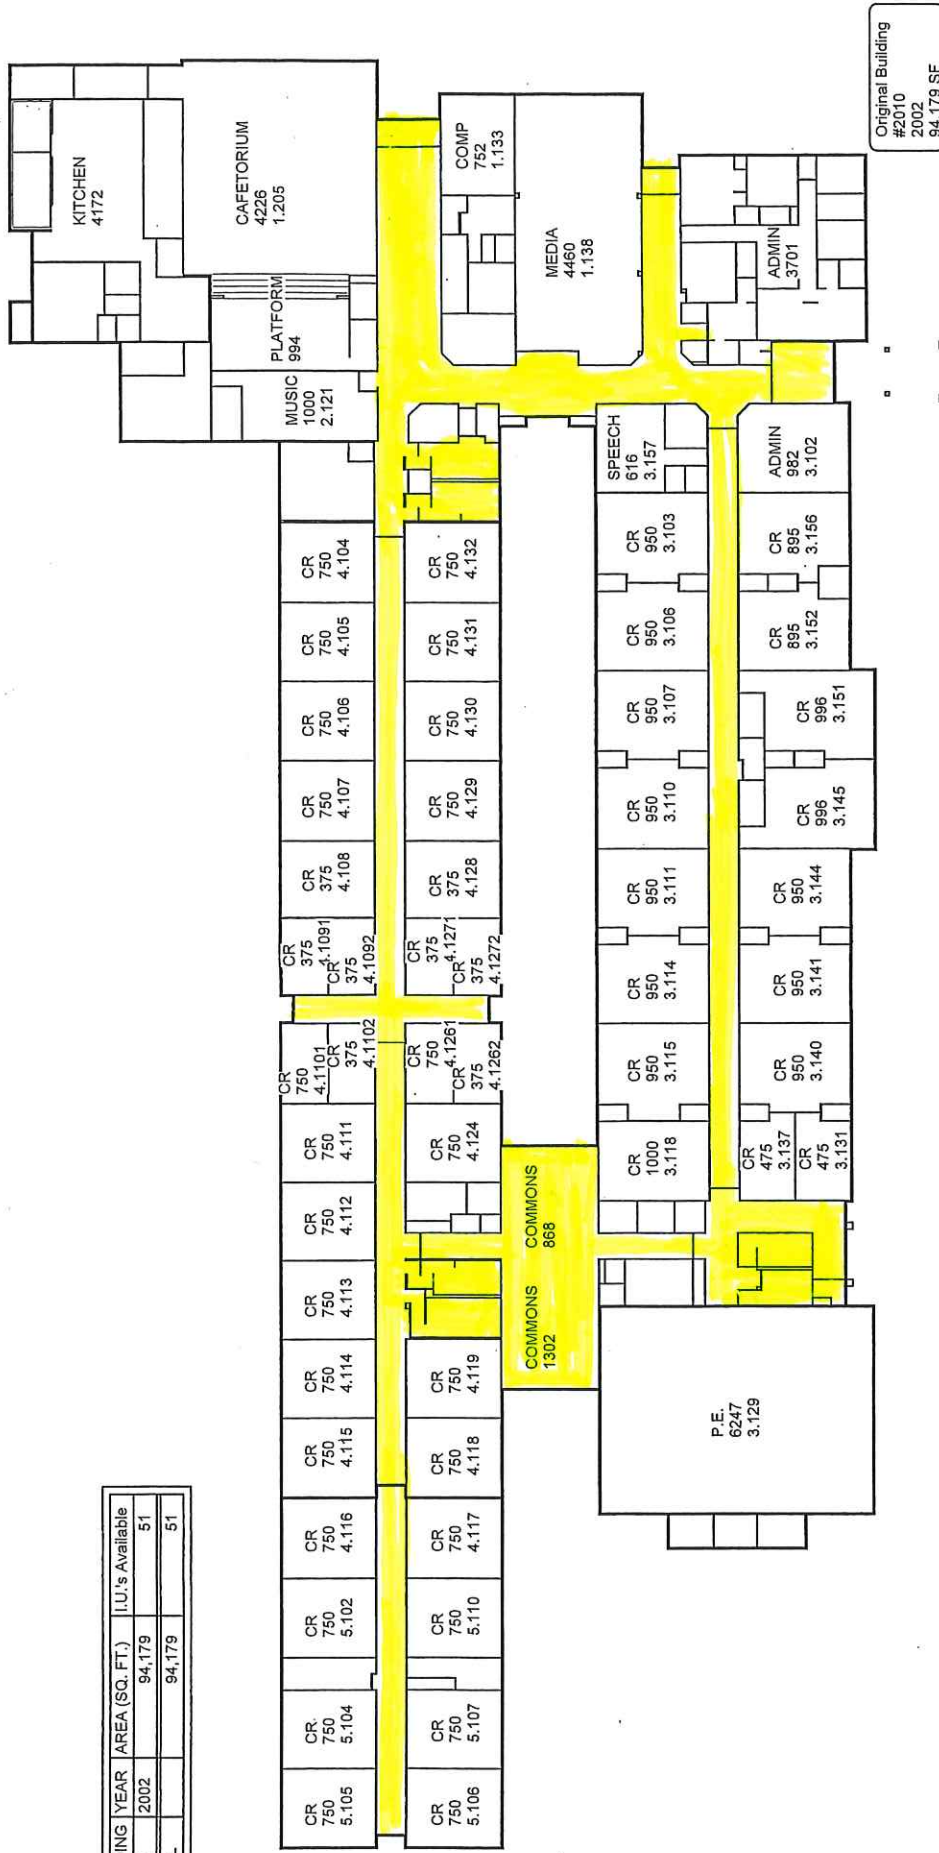 ING YEAR AREA (SQ. FT.) I.U.'s Available
2002 94,179 51
94,179 51
KITCHEN
4172
CAFETORIUM
4226
1.205
PLATFORM
994
MUSIC
1000
2.121
COMP
752
1.133
MEDIA
4460
1.138
ADMIN
3701
Original Building
#2010
2002
94,179 SF
CR
750
5.105
CR
750
5.104
CR
750
5.102
CR
750
4.116
CR
750
4.115
CR
750
4.114
CR
750
4.113
CR
750
4.112
CR
750
4.111
CR
750
4.1101
CR
375
4.1102
CR
375
4.1091
CR
375
4.1092
CR
375
4.108
CR
750
4.107
CR
750
4.106
CR
750
4.105
CR
750
4.104
CR
750
5.106
CR
750
5.107
CR
750
5.110
CR
750
4.117
CR
750
4.118
CR
750
4.119
CR
750
4.124
CR
750
4.1261
CR
375
4.1262
CR
375
4.1271
CR
375
4.1272
CR
375
4.128
CR
750
4.129
CR
750
4.130
CR
750
4.131
CR
750
4.132
COMMONS
1302
COMMONS
868
CR
1000
3.118
CR
950
3.115
CR
950
3.114
CR
950
3.111
CR
950
3.110
CR
950
3.107
CR
950
3.106
CR
950
3.103
SPEECH
616
3.157
P.E.
6247
3.129
CR
475
3.137
CR
475
3.131
CR
950
3.140
CR
950
3.141
CR
950
3.144
CR
996
3.145
CR
996
3.151
CR
895
3.152
CR
895
3.156
ADMIN
982
3.102